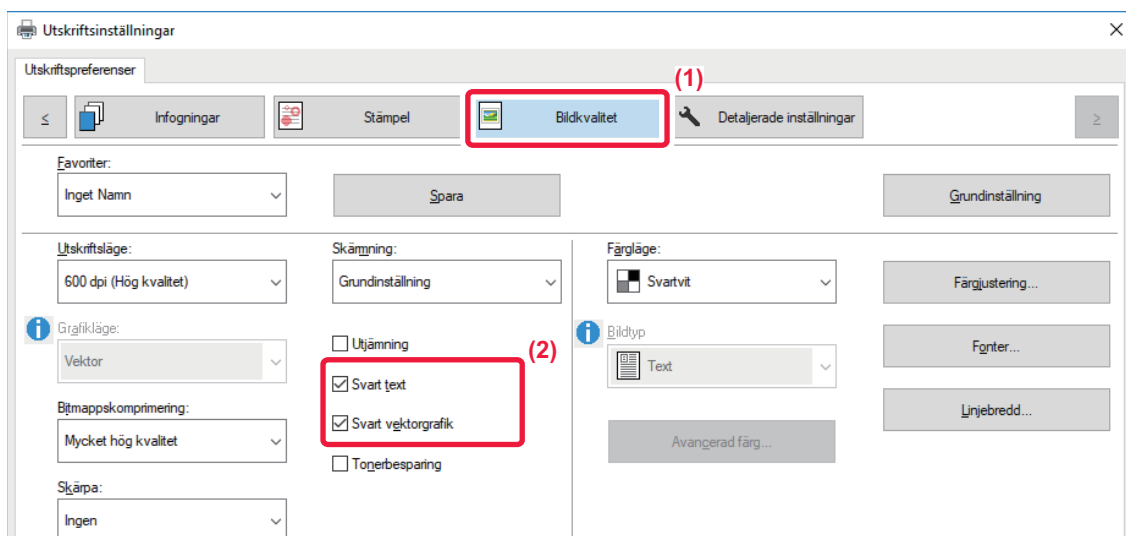 Utskriftsinställningar
Utskriftspreferenser
(1)
<
Infogningar
Stämpel
Bildkvalitet
Detaljerade inställningar
>
Favoriter:
Inget Namn
Spara
Grundinställning
Utskriftsläge:
Skärmning:
Färgläge:
600 dpi (Hög kvalitet)
Grundinställning
Svartvit
Färgjustering...
Grafikläge:
Utjämning
(2)
Bildtyp
Fonter...
Vektor
Text
Svart text
Bitmappskomprimering:
Svart vektorgrafik
Linjebredd...
Mycket hög kvalitet
Avancerad färg...
Tonerbesparing
Skärpa:
Ingen